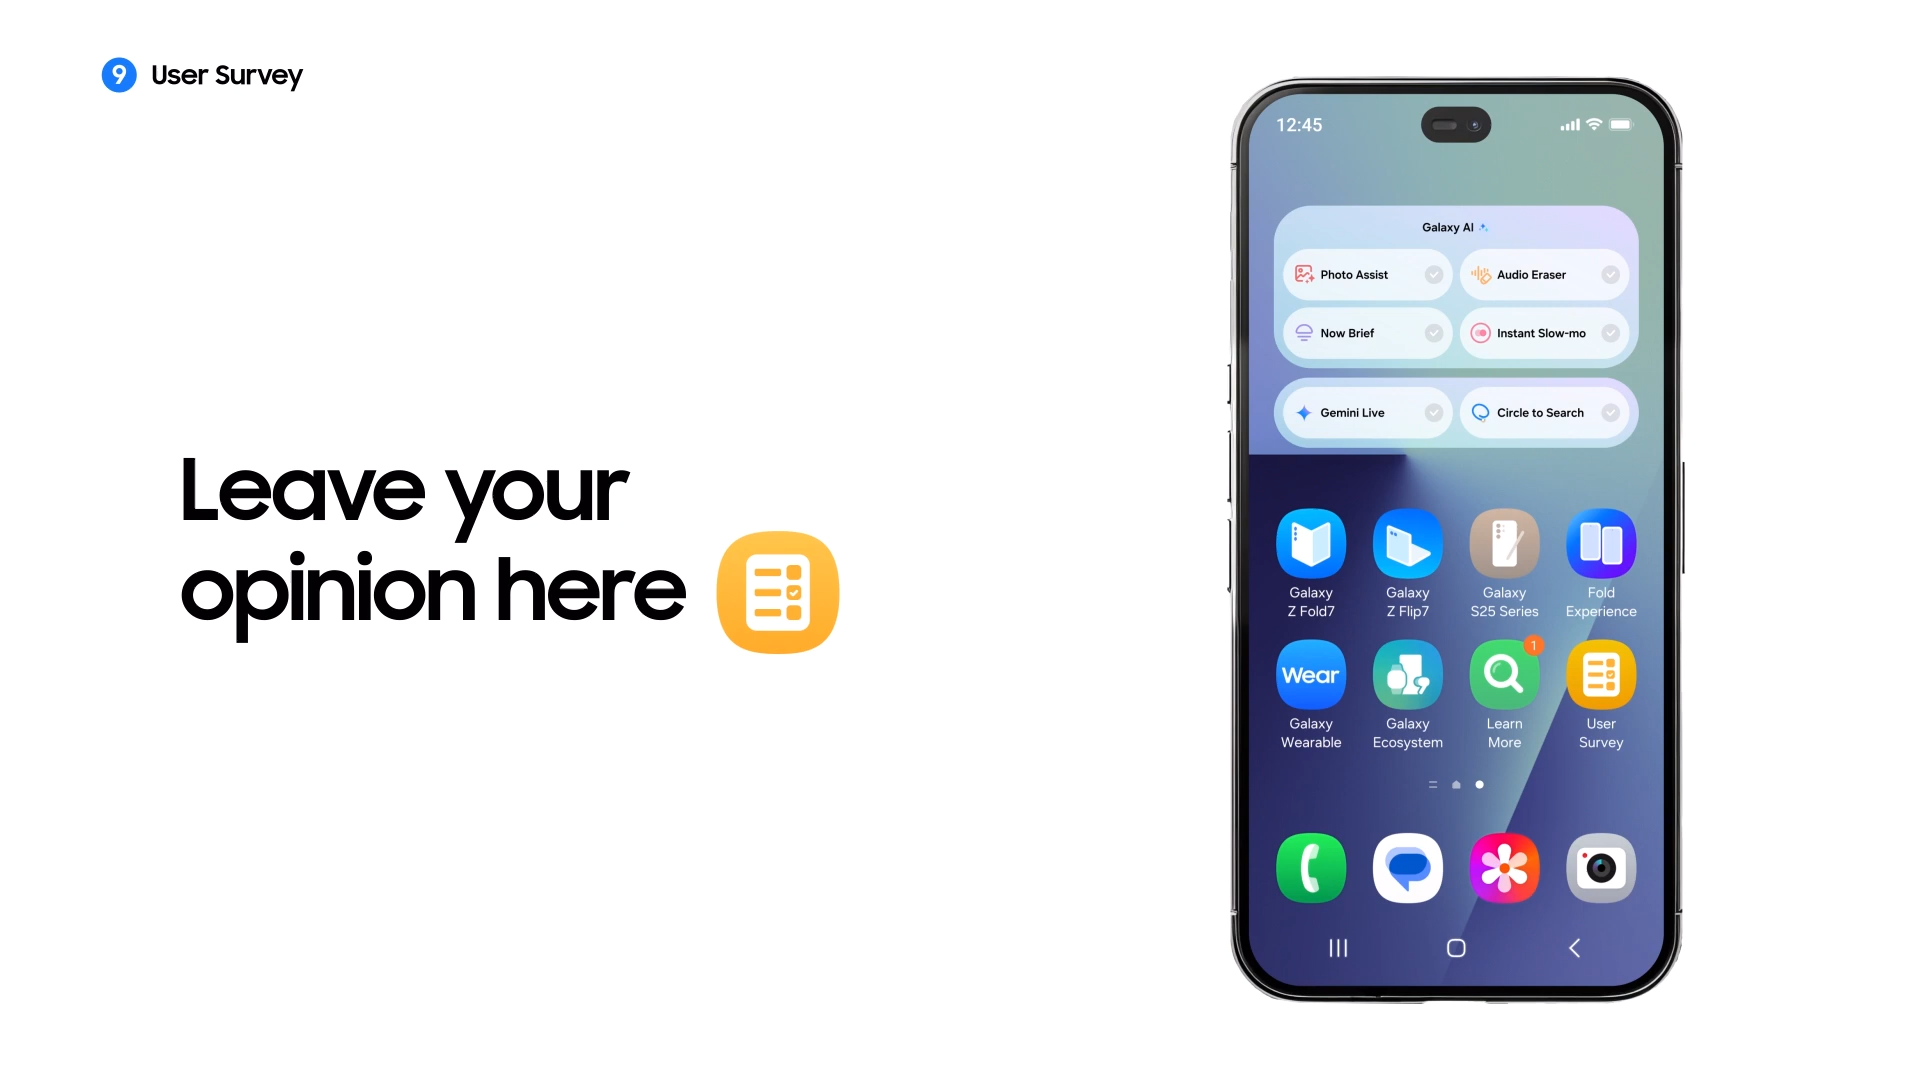 9 User Survey
Leave your
opinion here
12:45
Galaxy AI
Photo Assist
Audio Eraser
Now Brief
Instant Slow-mo
Gemini Live
Circle to Search
Galaxy
Z Fold7
Galaxy
Z Flip7
Galaxy
S25 Series
Fold
Experience
Wear
Galaxy
Wearable
Galaxy
Ecosystem
1
Learn
More
User
Survey